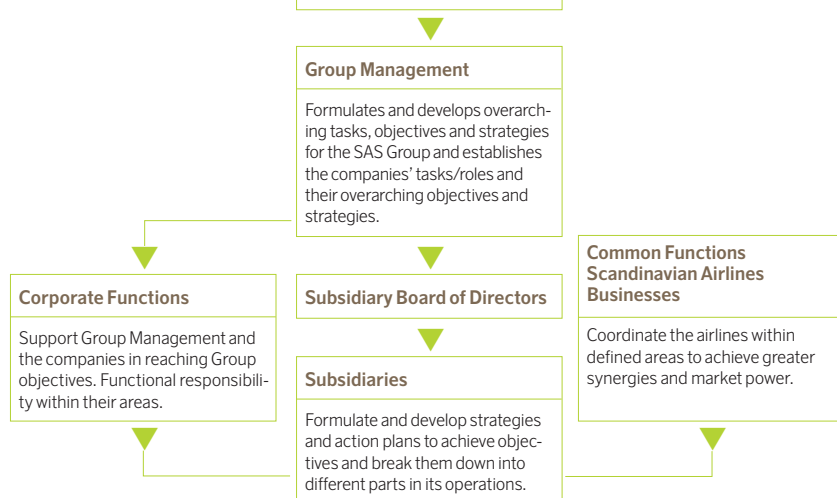 Group Management
Formulates and develops overarch-
ing tasks, objectives and strategies
for the SAS Group and establishes
the companies' tasks/roles and
their overarching objectives and
strategies.
Corporate Functions
Support Group Management and
the companies in reaching Group
objectives. Functional responsibili-
ty within their areas.
Subsidiary Board of Directors
Subsidiaries
Formulate and develop strategies
and action plans to achieve objec-
tives and break them down into
different parts in its operations.
Common Functions
Scandinavian Airlines
Businesses
Coordinate the airlines within
defined areas to achieve greater
synergies and market power.